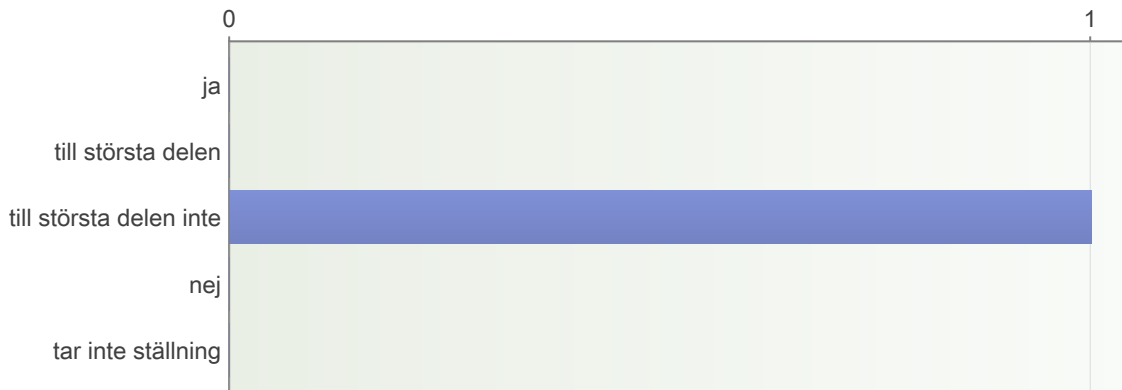 0 1
ja
till största delen
till största delen inte
nej
tar inte ställning